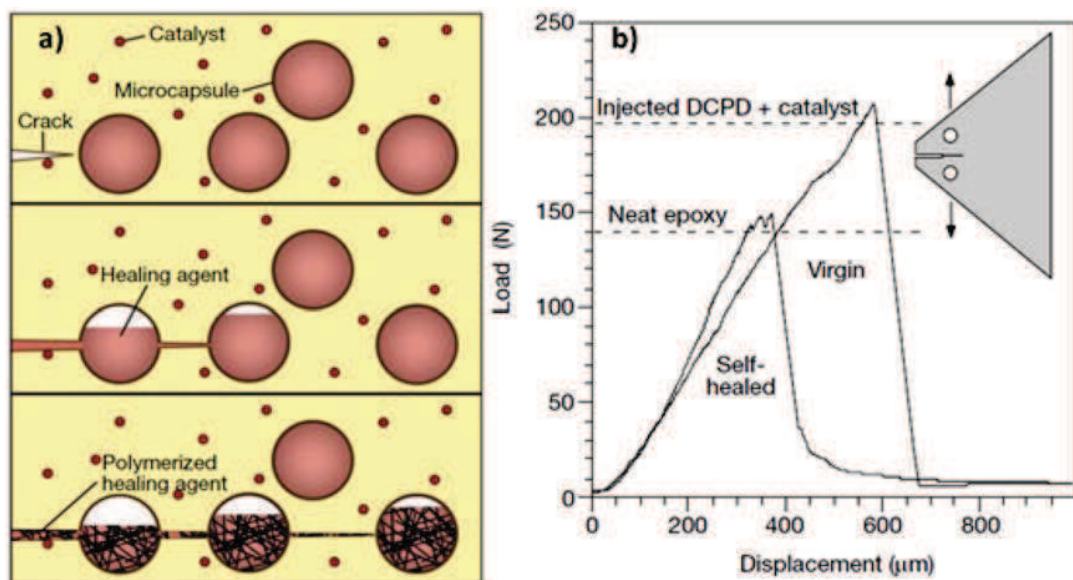 a)
Catalyst
Microcapsule
Crack
Healing agent
Polymerized
healing agent
b)
250
200
150
100
50
0
Load (N)
Injected DCPD + catalyst
Neat epoxy
Virgin
Self-
healed
0
200
400
600
800
Displacement (μm)